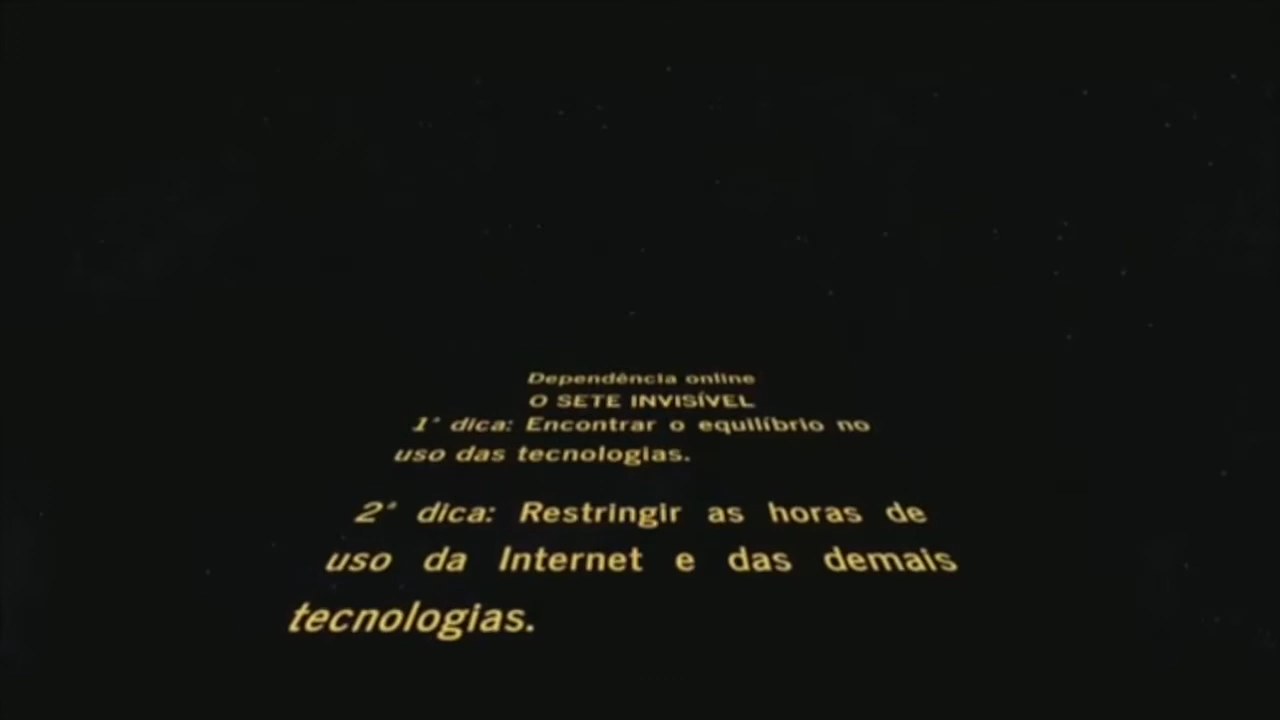 Dependência online
O SETE INVISÍVEL
1ª dica: Encontrar o equilíbrio no
uso das tecnologias.
2ª dica: Restringir as horas de
uso da Internet e das demais
tecnologias.